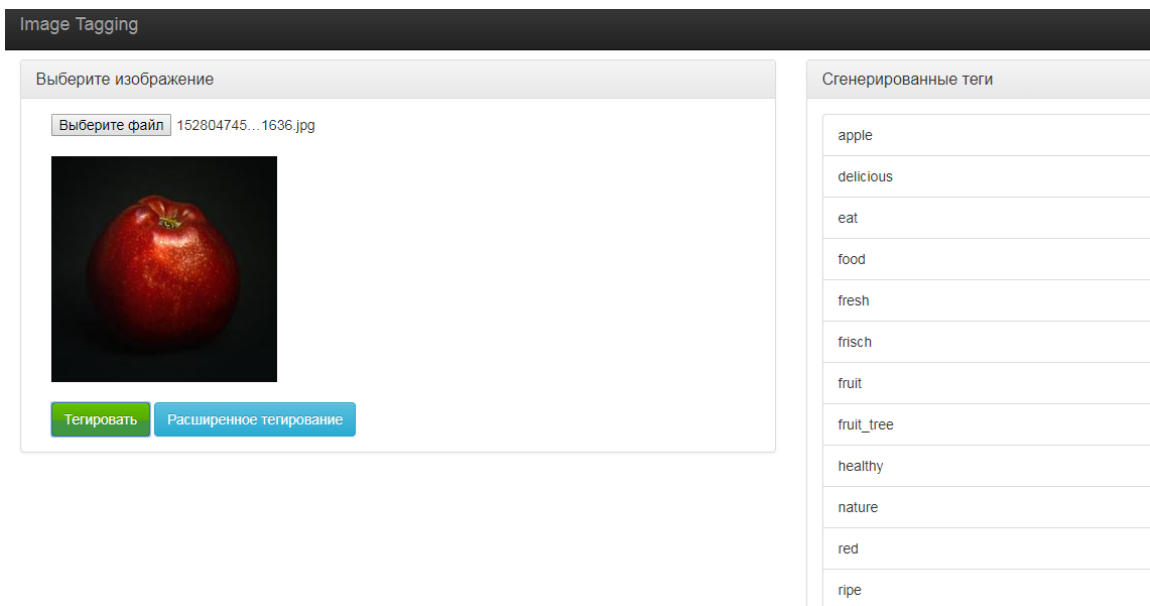 Image Tagging
Выберите изображение
Выберите файл 152804745...1636.jpg
Тегировать Расширенное тегирование
Сгенерированные теги
apple
delicious
eat
food
fresh
frisch
fruit
fruit_tree
healthy
nature
red
ripe